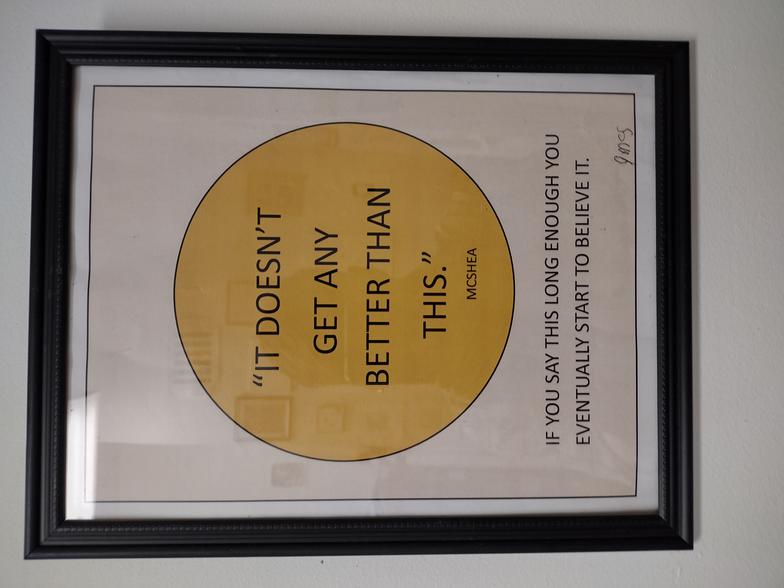 “IT DOESN’T
GET ANY
BETTER THAN
THIS.”
MCSHEA
IF YOU SAY THIS LONG ENOUGH YOU
EVENTUALLY START TO BELIEVE IT.